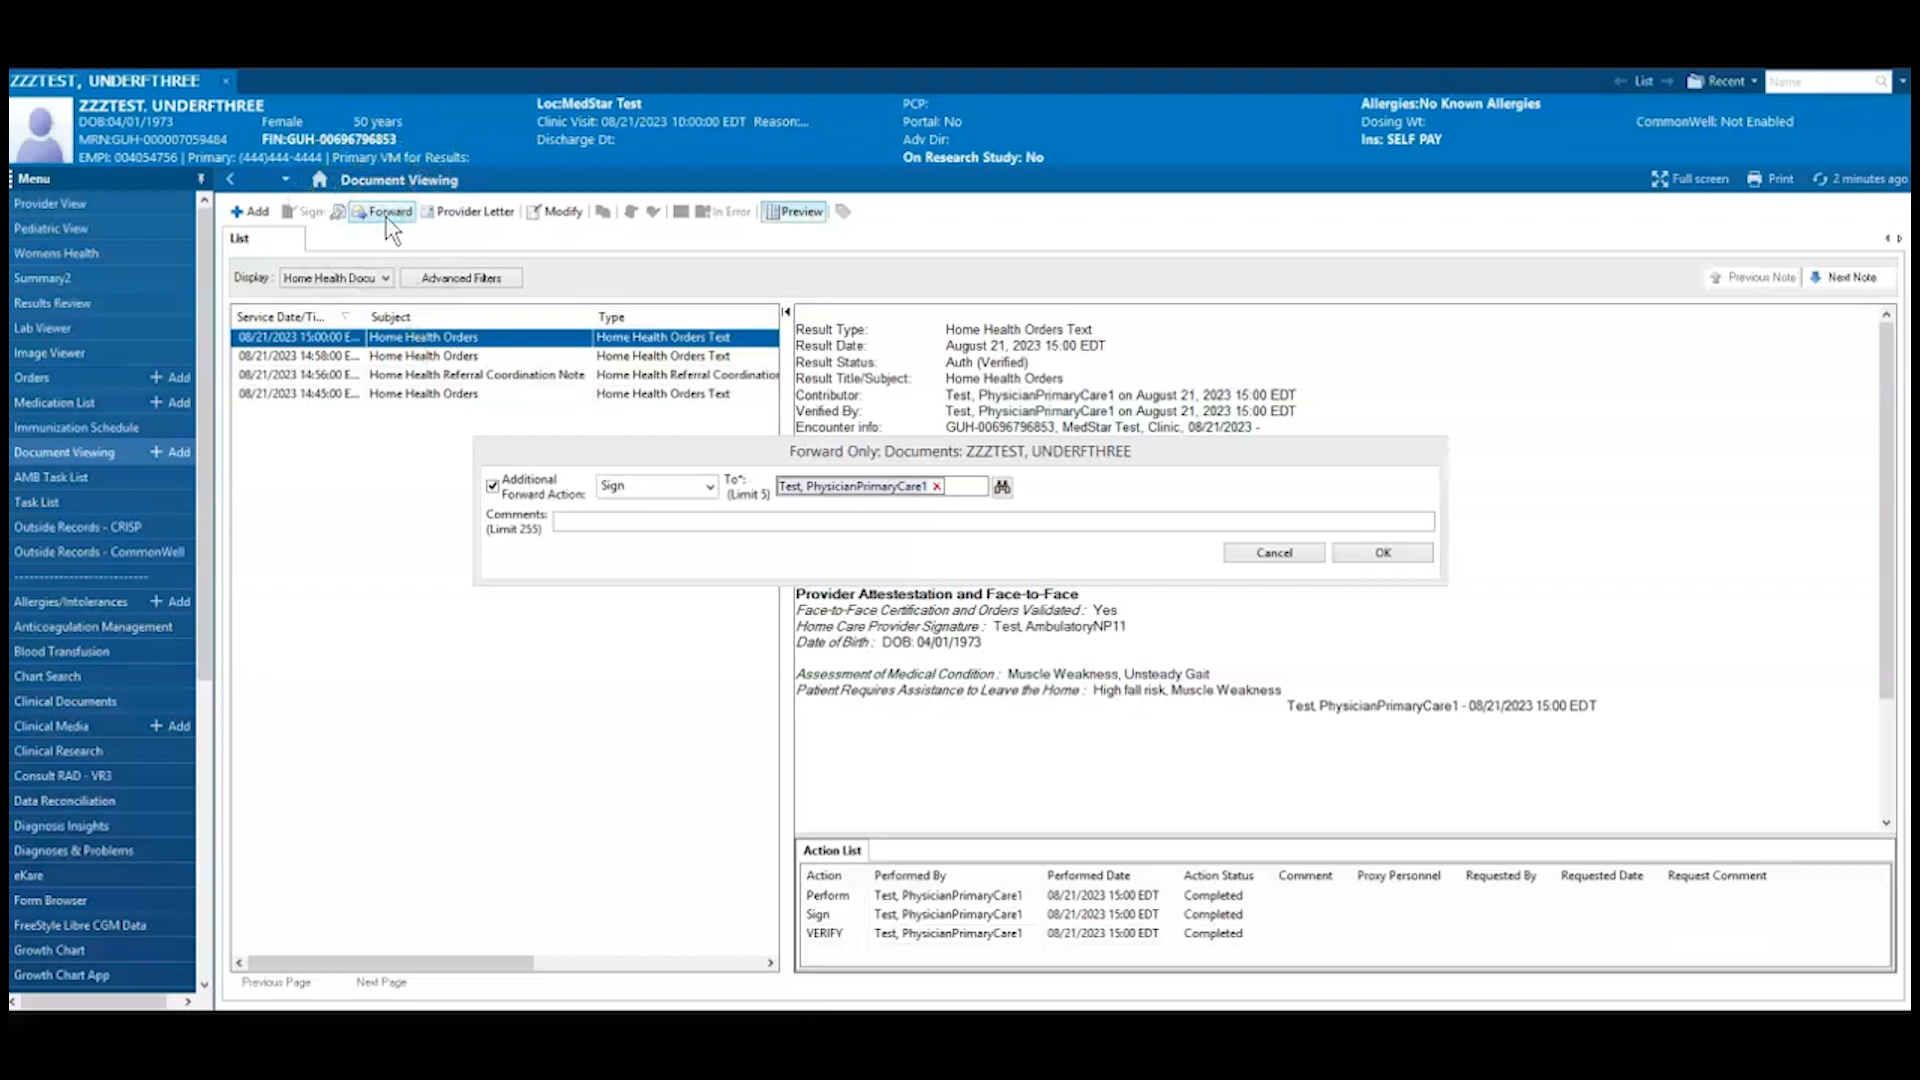 ZZZTEST, UNDERFTHREE ×
List Recent Name
ZZZTEST, UNDERFTHREE
DOB:04/01/1973 Female 50 years
MRN:GUH-000007059484 FIN:GUH-00696796853
EMPI: 004054756 | Primary: (444)444-4444 | Primary VM for Results:
Loc:MedStar Test
Clinic Visit: 08/21/2023 10:00:00 EDT Reason:...
Discharge Dt:
PCP:
Portal: No
Adv Dir:
On Research Study: No
Allergies:No Known Allergies
Dosing Wt:
Ins: SELF PAY
CommonWell: Not Enabled
Menu
Document Viewing
Full screen Print 2 minutes ago
Provider View
Pediatric View
Womens Health
Summary2
Results Review
Lab Viewer
Image Viewer
Orders + Add
Medication List + Add
Immunization Schedule
Document Viewing + Add
AMB Task List
Task List
Outside Records - CRISP
Outside Records - CommonWell
---------------------------
Allergies/Intolerances + Add
Anticoagulation Management
Blood Transfusion
Chart Search
Clinical Documents
Clinical Media + Add
Clinical Research
Consult RAD - VR3
Data Reconciliation
Diagnosis Insights
Diagnoses & Problems
eKare
Form Browser
FreeStyle Libre CGM Data
Growth Chart
Growth Chart App
+ Add Sign Forward Provider Letter Modify In Error Preview
List
Display: Home Health Docu Advanced Filters
Previous Note Next Note
Service Date/Ti... Subject Type
08/21/2023 15:00:00 E... Home Health Orders Home Health Orders Text
08/21/2023 14:58:00 E... Home Health Orders Home Health Orders Text
08/21/2023 14:56:00 E... Home Health Referral Coordination Note Home Health Referral Coordination
08/21/2023 14:45:00 E... Home Health Orders Home Health Orders Text
Previous Page Next Page
Result Type: Home Health Orders Text
Result Date: August 21, 2023 15:00 EDT
Result Status: Auth (Verified)
Result Title/Subject: Home Health Orders
Contributor: Test, PhysicianPrimaryCare1 on August 21, 2023 15:00 EDT
Verified By: Test, PhysicianPrimaryCare1 on August 21, 2023 15:00 EDT
Encounter info: GUH-00696796853, MedStar Test, Clinic, 08/21/2023 -
Forward Only: Documents: ZZZTEST, UNDERFTHREE
Additional
Forward Action: Sign To*:
(Limit 5) Test, PhysicianPrimaryCare1 ×
Comments:
(Limit 255)
Cancel OK
Provider Attestestation and Face-to-Face
Face-to-Face Certification and Orders Validated : Yes
Home Care Provider Signature : Test, AmbulatoryNP11
Date of Birth : DOB: 04/01/1973
Assessment of Medical Condition : Muscle Weakness, Unsteady Gait
Patient Requires Assistance to Leave the Home : High fall risk, Muscle Weakness
Test, PhysicianPrimaryCare1 - 08/21/2023 15:00 EDT
Action List
Action Performed By Performed Date Action Status Comment Proxy Personnel Requested By Requested Date Request Comment
Perform Test, PhysicianPrimaryCare1 08/21/2023 15:00 EDT Completed
Sign Test, PhysicianPrimaryCare1 08/21/2023 15:00 EDT Completed
VERIFY Test, PhysicianPrimaryCare1 08/21/2023 15:00 EDT Completed